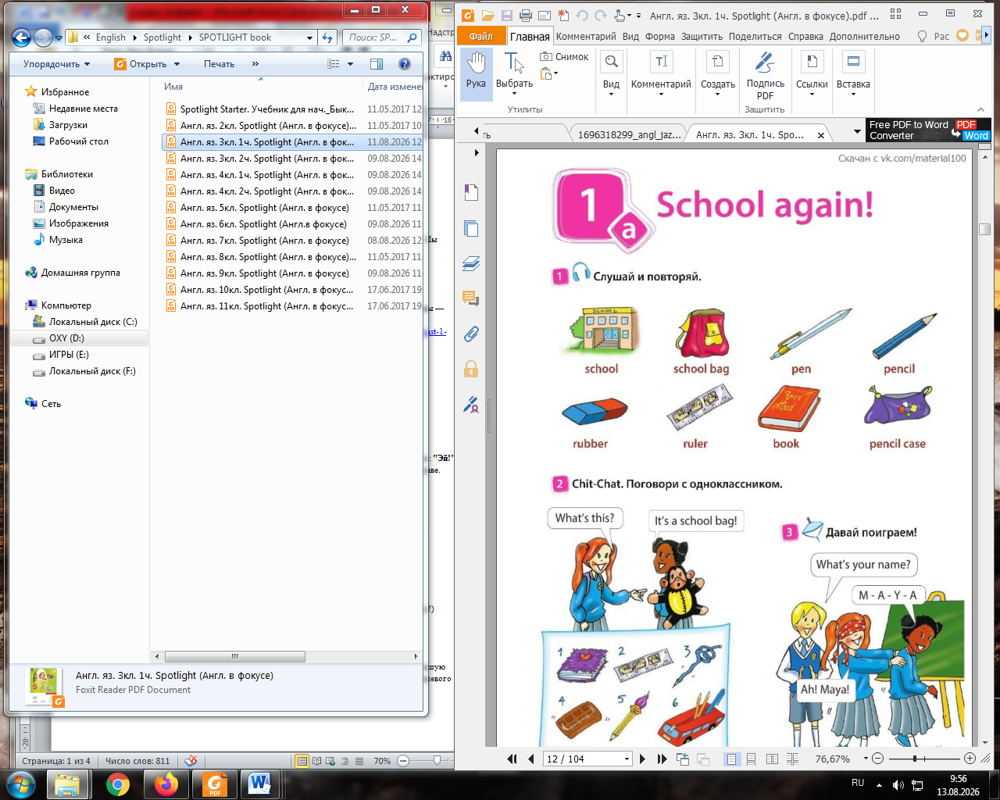 English ▸ Spotlight ▸ SPOTLIGHT book
Поиск: SP...
Упорядочить
Открыть
Печать
»
Избранное
Недавние места
Загрузки
Рабочий стол
Библиотеки
Видео
Документы
Изображения
Музыка
Домашняя группа
Компьютер
Локальный диск (C:)
OXY (D:)
ИГРЫ (E:)
Локальный диск (F:)
Сеть
Имя
Дата изменен
Spotlight Starter. Учебник для нач._Бык... 11.05.2017 12:
Англ. яз. 2кл. Spotlight (Англ. в фокусе)... 11.05.2017 10:
Англ. яз. 3кл. 1ч. Spotlight (Англ. в фок... 11.08.2026 12:
Англ. яз. 3кл. 2ч. Spotlight (Англ. в фок... 09.08.2026 14:
Англ. яз. 4кл. 1ч. Spotlight (Англ. в фок... 09.08.2026 14:
Англ. яз. 4кл. 2ч. Spotlight (Англ. в фок... 09.08.2026 14:
Англ. яз. 5кл. Spotlight (Англ. в фокусе) 11.05.2017 11:
Англ. яз. 6кл. Spotlight (Англ.в фокусе) 09.08.2026 11:
Англ. яз. 7кл. Spotlight (Англ. в фокусе) 08.08.2026 12:
Англ. яз. 8кл. Spotlight (Англ. в фокусе)... 11.05.2017 11:
Англ. яз. 9кл. Spotlight (Англ. в фокусе) 09.08.2026 11:
Англ. яз. 10кл. Spotlight (Англ. в фокус... 17.06.2017 19:
Англ. яз. 11кл. Spotlight (Англ. в фокус... 17.06.2017 19:
Англ. яз. 3кл. 1ч. Spotlight (Англ. в фокусе)
Foxit Reader PDF Document
Страница: 1 из 4
Число слов: 811
70%
Англ. яз. 3кл. 1ч. Spotlight (Англ. в фокусе).pdf ...
Файл
Главная
Комментарий
Вид
Форма
Защитить
Поделиться
Справка
Дополнительно
Рас
Рука
Выбрать
Снимок
Утилиты
Вид
Комментарий
Создать
Подпись
PDF
Защитить
Ссылки
Вставка
1696318299_angl_jaz...
Англ. яз. 3кл. 1ч. Spo...
Free PDF to Word
Converter
PDF
Word
Скачан с vk.com/material100
1 a School again!
1 Слушай и повторяй.
SCHOOL
school
school bag
pen
pencil
rubber
ruler
book
pencil case
2 Chit-Chat. Поговори с одноклассником.
What's this?
It's a school bag!
1 2 3
4 5 6
3 Давай поиграем!
What's your name?
M - A - Y - A
Ah! Maya!
12 / 104
76,67%
PDF
RU
9:56
13.08.2026